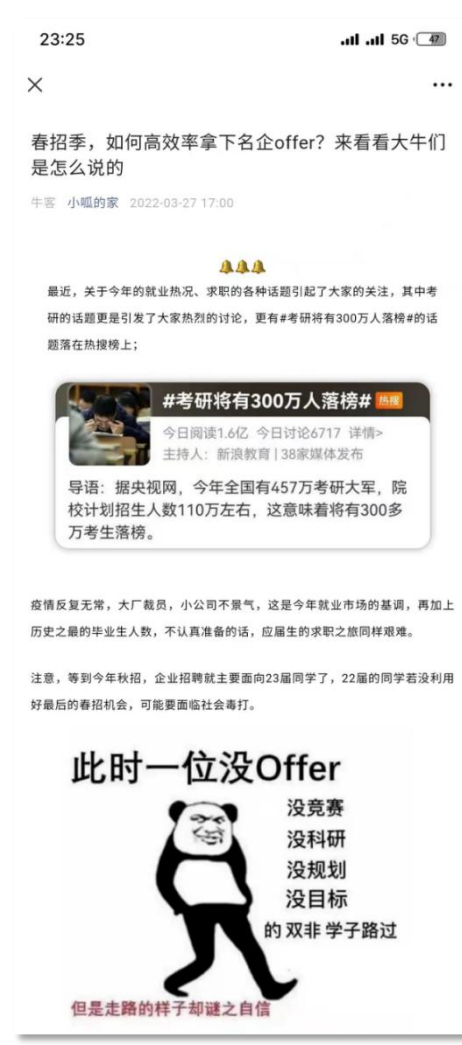 23:25
5G 47
春招季，如何高效率拿下名企offer？来看看大牛们
是怎么说的
牛客 小呱的家 2022-03-27 17:00
🔔🔔🔔
最近，关于今年的就业热况、求职的各种话题引起了大家的关注，其中考
研的话题更是引发了大家热烈的讨论，更有#考研将有300万人落榜#的话
题落在热搜榜上；
#考研将有300万人落榜# 热搜
今日阅读1.6亿 今日讨论6717 详情>
主持人：新浪教育 | 38家媒体发布
导语：据央视网，今年全国有457万考研大军，院
校计划招生人数110万左右，这意味着将有300多
万考生落榜。
疫情反复无常，大厂裁员，小公司不景气，这是今年就业市场的基调，再加上
历史之最的毕业生人数，不认真准备的话，应届生的求职之旅同样艰难。
注意，等到今年秋招，企业招聘就主要面向23届同学了，22届的同学若没利用
好最后的春招机会，可能要面临社会毒打。
此时一位没Offer
没竞赛
没科研
没规划
没目标
的 双非 学子路过
但是走路的样子却谜之自信